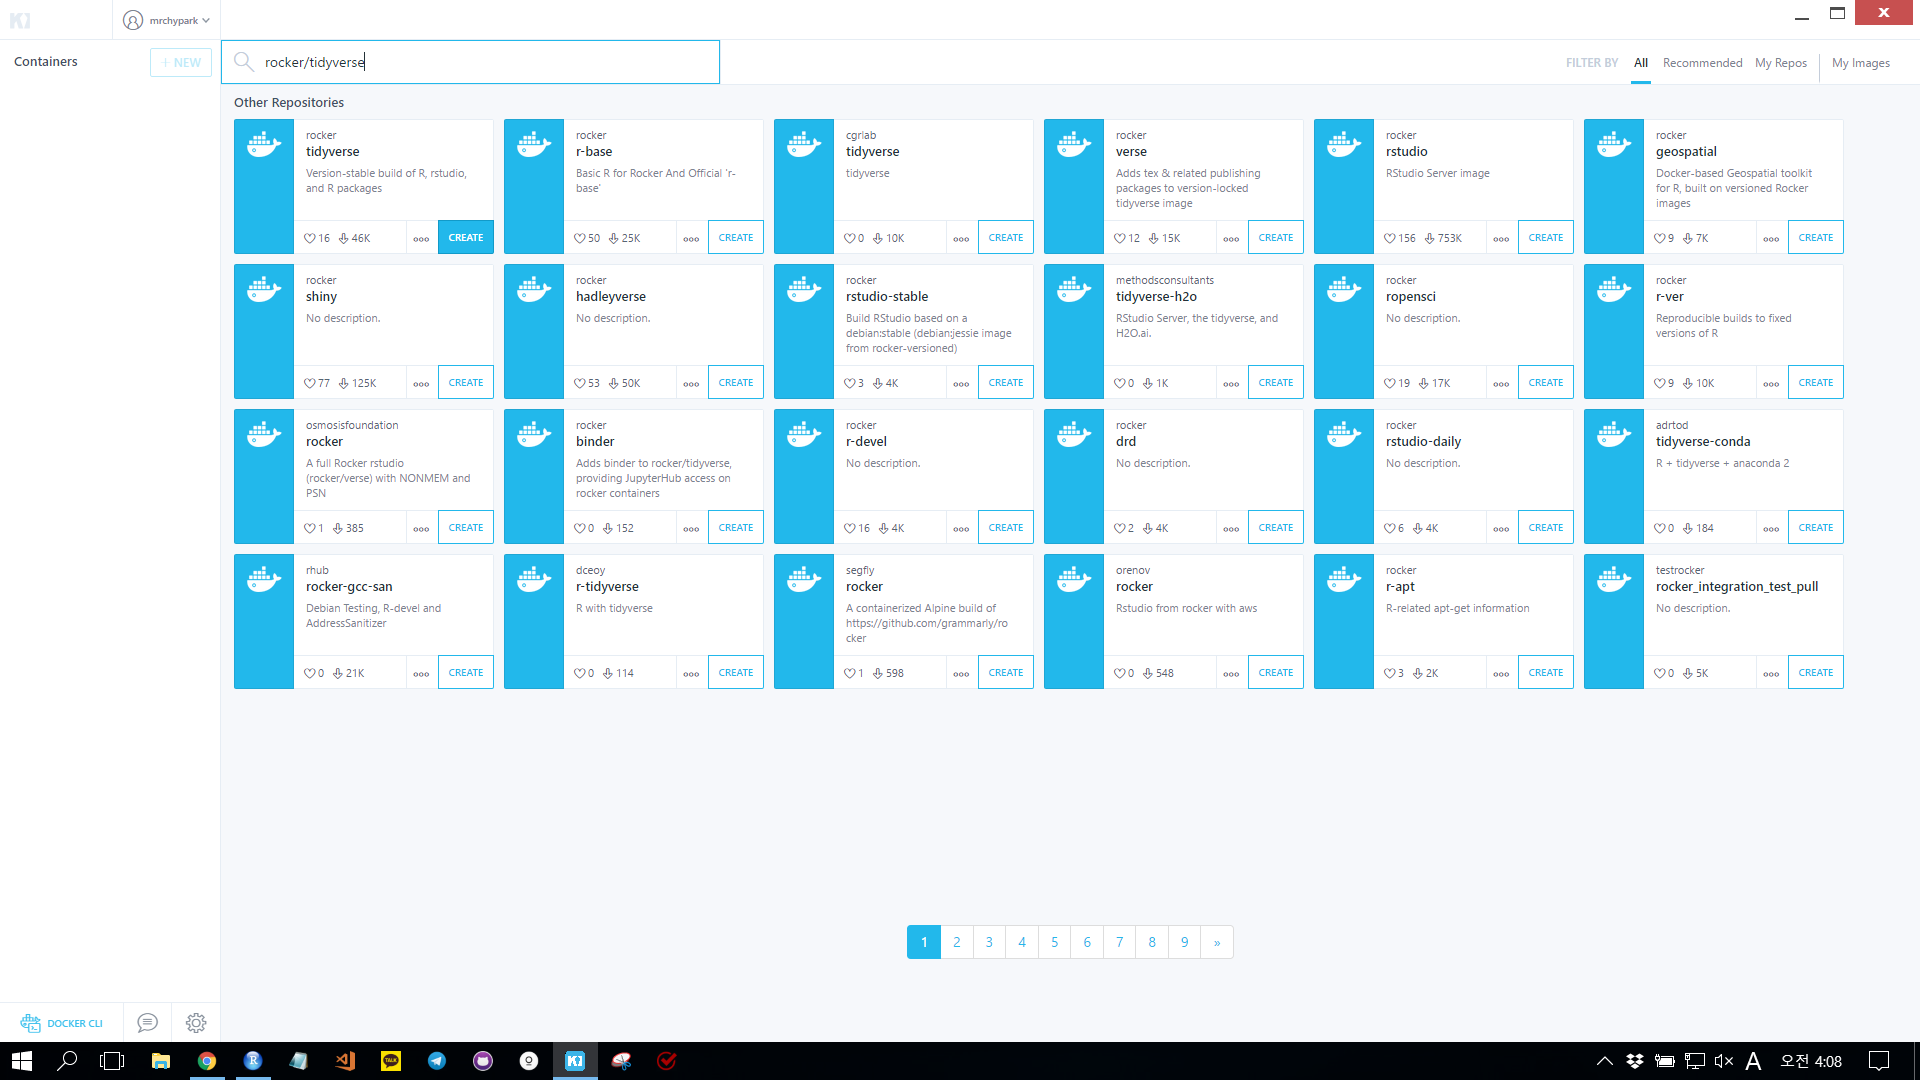 mrchypark
Containers
+ NEW
rocker/tidyverse
FILTER BY All Recommended My Repos My Images
Other Repositories
rocker
tidyverse
Version-stable build of R, rstudio,
and R packages
16 46K CREATE
rocker
r-base
Basic R for Rocker And Official 'r-
base'
50 25K CREATE
cgrlab
tidyverse
tidyverse
0 10K CREATE
rocker
verse
Adds tex & related publishing
packages to version-locked
tidyverse image
12 15K CREATE
rocker
rstudio
RStudio Server image
156 753K CREATE
rocker
geospatial
Docker-based Geospatial toolkit
for R, built on versioned Rocker
images
9 7K CREATE
rocker
shiny
No description.
77 125K CREATE
rocker
hadleyverse
No description.
53 50K CREATE
rocker
rstudio-stable
Build RStudio based on a
debian:stable (debian:jessie image
from rocker-versioned)
3 4K CREATE
methodsconsultants
tidyverse-h2o
RStudio Server, the tidyverse, and
H2O.ai.
0 1K CREATE
rocker
ropensci
No description.
19 17K CREATE
rocker
r-ver
Reproducible builds to fixed
versions of R
9 10K CREATE
osmosisfoundation
rocker
A full Rocker rstudio
(rocker/verse) with NONMEM and
PSN
1 385 CREATE
rocker
binder
Adds binder to rocker/tidyverse,
providing JupyterHub access on
rocker containers
0 152 CREATE
rocker
r-devel
No description.
16 4K CREATE
rocker
drd
No description.
2 4K CREATE
rocker
rstudio-daily
No description.
6 4K CREATE
adrtod
tidyverse-conda
R + tidyverse + anaconda 2
0 184 CREATE
rhub
rocker-gcc-san
Debian Testing, R-devel and
AddressSanitizer
0 21K CREATE
dceoy
r-tidyverse
R with tidyverse
0 114 CREATE
segfly
rocker
A containerized Alpine build of
https://github.com/grammarly/ro
cker
1 598 CREATE
orenov
rocker
Rstudio from rocker with aws
0 548 CREATE
rocker
r-apt
R-related apt-get information
3 2K CREATE
testrocker
rocker_integration_test_pull
No description.
0 5K CREATE
1 2 3 4 5 6 7 8 9 »
DOCKER CLI
R TALK A 오전 4:08